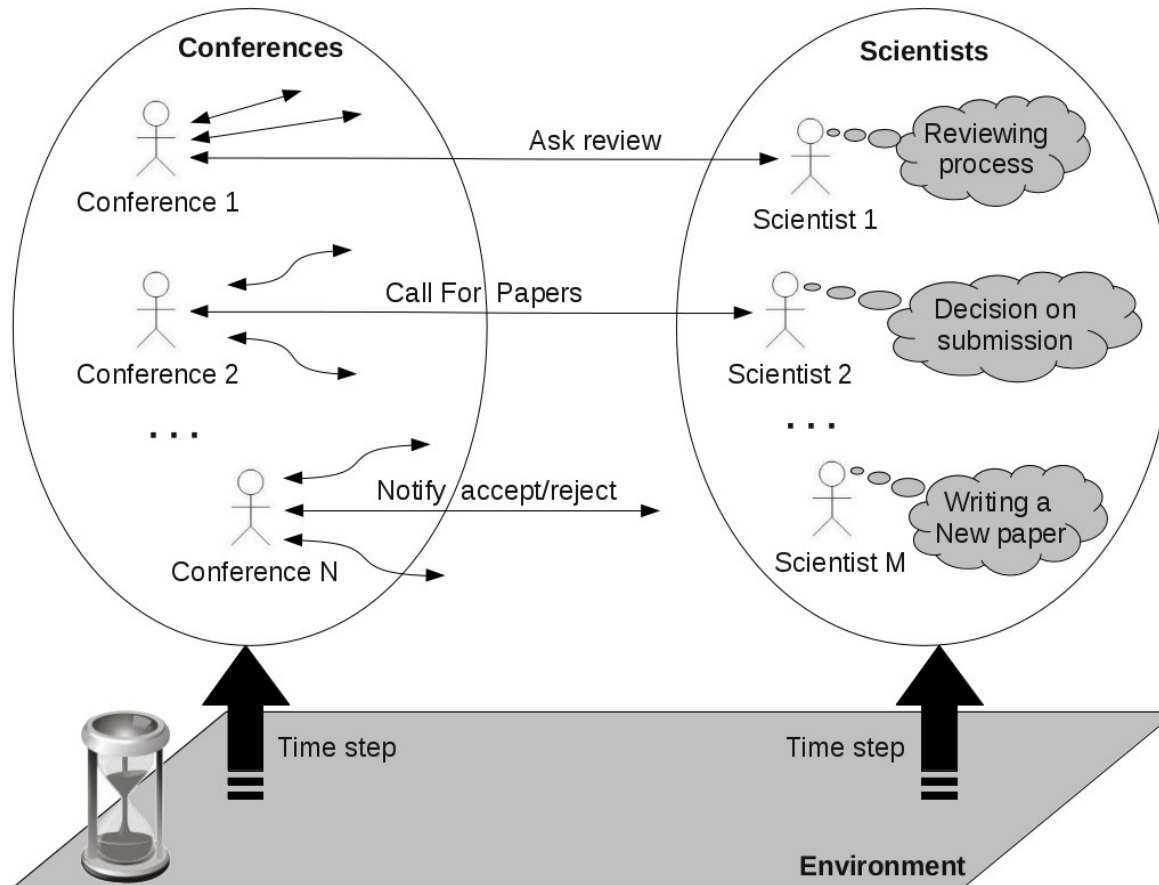 Conferences
Scientists
Ask review
Reviewing
process
Conference 1
Scientist 1
Call For Papers
Decision on
submission
Conference 2
Scientist 2
. . .
. . .
Notify accept/reject
Writing a
New paper
Conference N
Scientist M
Time step
Time step
Environment